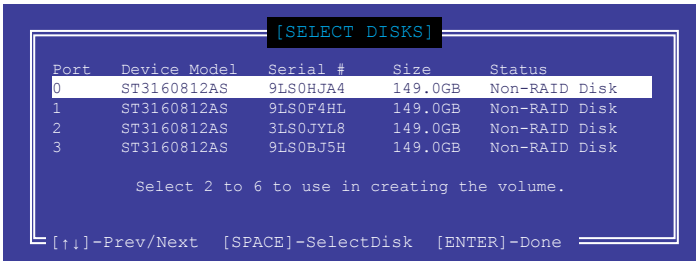 [SELECT DISKS]
Port Device Model Serial # Size Status
0 ST3160812AS 9LS0HJA4 149.0GB Non-RAID Disk
1 ST3160812AS 9LS0F4HL 149.0GB Non-RAID Disk
2 ST3160812AS 3LS0JYL8 149.0GB Non-RAID Disk
3 ST3160812AS 9LS0BJ5H 149.0GB Non-RAID Disk
Select 2 to 6 to use in creating the volume.
[↑↓]-Prev/Next [SPACE]-SelectDisk [ENTER]-Done